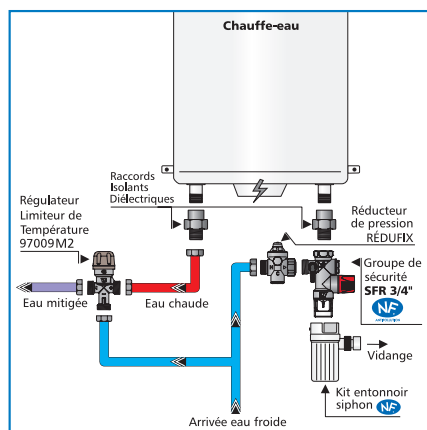 Chauffe-eau
Raccords
Isolants
Diélectriques
Régulateur
Limiteur de
Température
97009M2
Réducteur
de pression
RÉDUFIX
Groupe de
sécurité
SFR 3/4"
NF
Eau mitigée
Eau chaude
Vidange
Kit entonnoir
siphon NF
Arrivée eau froide